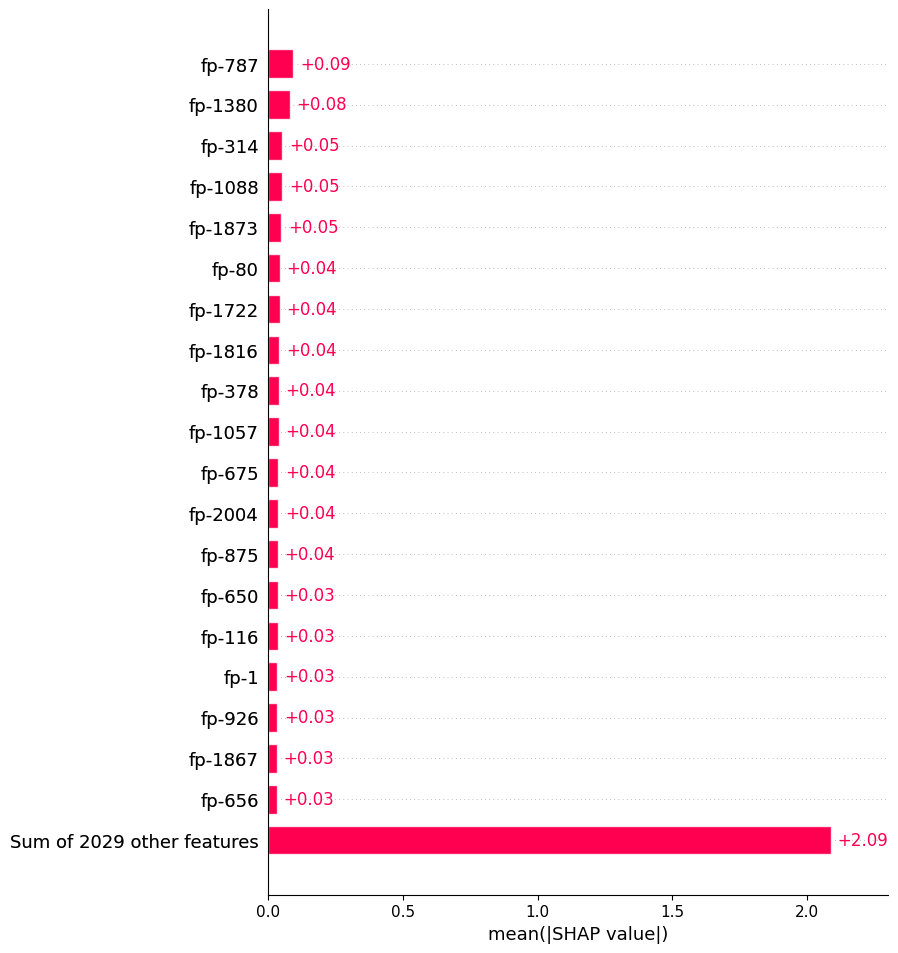 fp-787 +0.09
fp-1380 +0.08
fp-314 +0.05
fp-1088 +0.05
fp-1873 +0.05
fp-80 +0.04
fp-1722 +0.04
fp-1816 +0.04
fp-378 +0.04
fp-1057 +0.04
fp-675 +0.04
fp-2004 +0.04
fp-875 +0.04
fp-650 +0.03
fp-116 +0.03
fp-1 +0.03
fp-926 +0.03
fp-1867 +0.03
fp-656 +0.03
Sum of 2029 other features +2.09
0.0 0.5 1.0 1.5 2.0
mean(|SHAP value|)